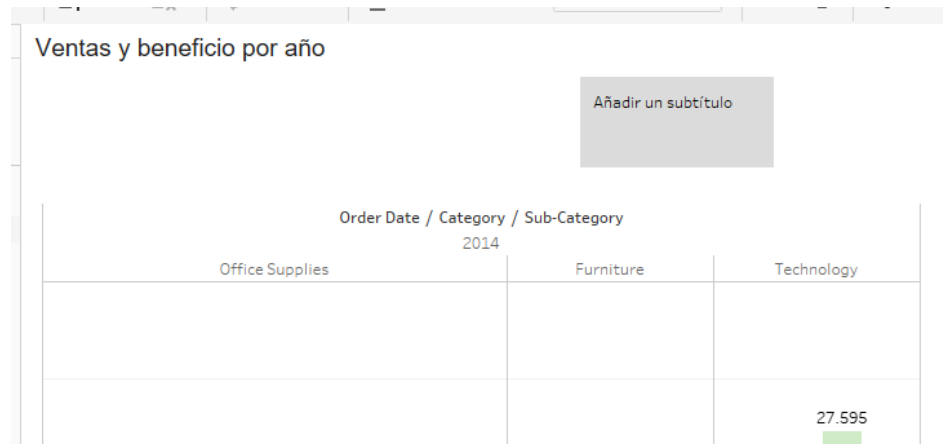 Ventas y beneficio por año
Añadir un subtítulo
Order Date / Category / Sub-Category
2014
Office Supplies
Furniture
Technology
27.595